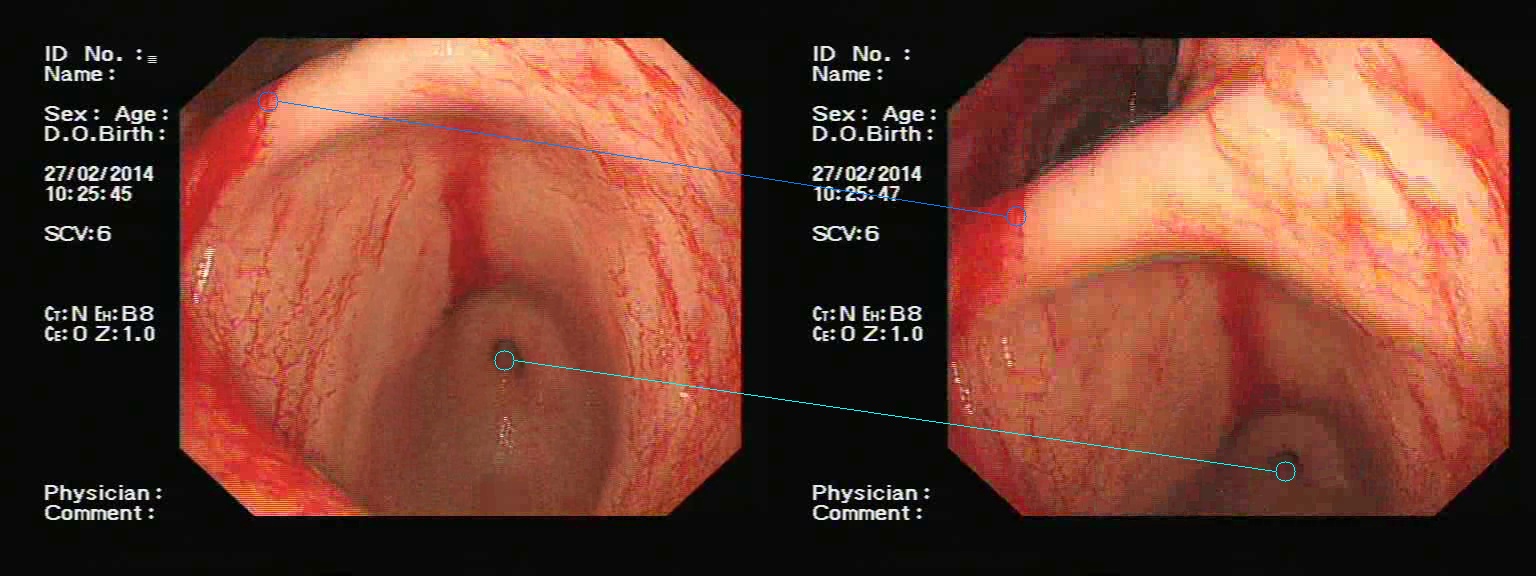 ID No. :
Name:
Sex: Age:
D.O.Birth:
27/02/2014
10:25:45
SCV:6
CT:N EH:B8
CE:0 Z:1.0
Physician:
Comment:
ID No. :
Name:
Sex: Age:
D.O.Birth:
27/02/2014
10:25:47
SCV:6
CT:N EH:B8
CE:0 Z:1.0
Physician:
Comment: